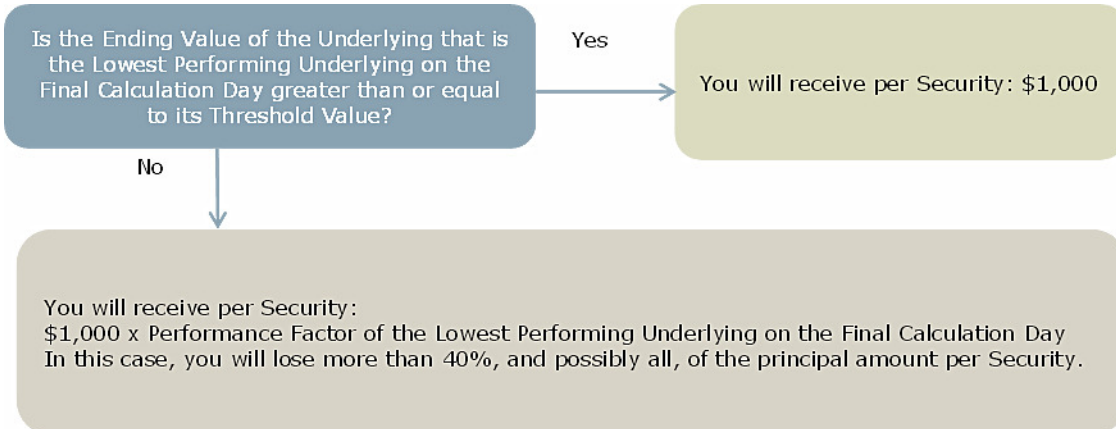 Is the Ending Value of the Underlying that is
the Lowest Performing Underlying on the
Final Calculation Day greater than or equal
to its Threshold Value?
Yes
You will receive per Security: $1,000
No
You will receive per Security:
$1,000 x Performance Factor of the Lowest Performing Underlying on the Final Calculation Day
In this case, you will lose more than 40%, and possibly all, of the principal amount per Security.